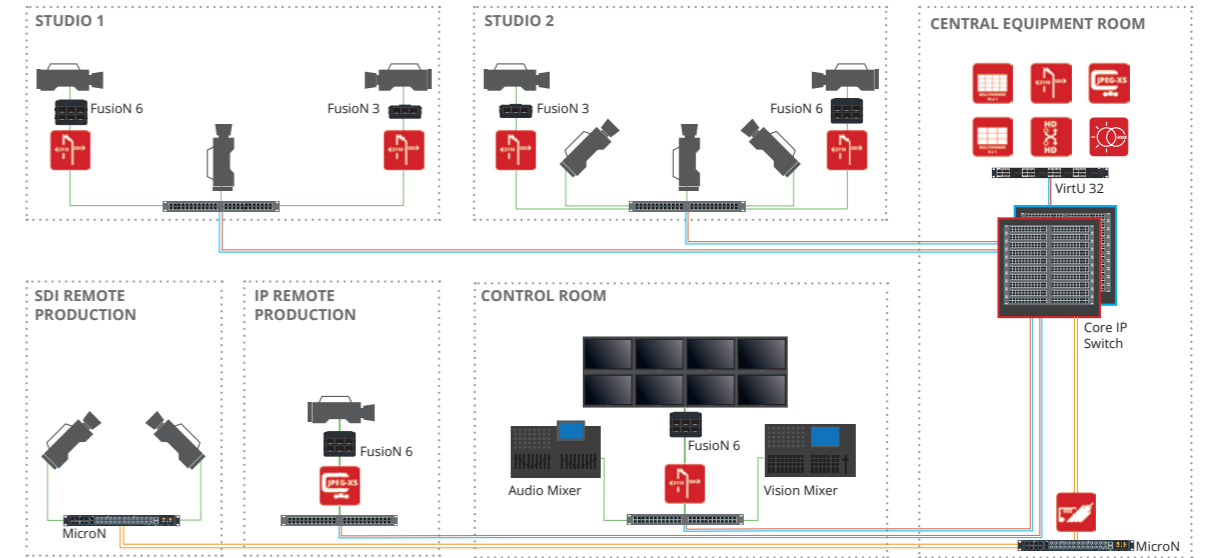 STUDIO 1
FusioN 6
FusioN 3
STUDIO 2
FusioN 3
FusioN 6
CENTRAL EQUIPMENT ROOM
JPEG-XS
HD
HD
HDR
VirtU 32
Core IP
Switch
MicroN
SDI REMOTE
PRODUCTION
MicroN
IP REMOTE
PRODUCTION
FusioN 6
JPEG-XS
CONTROL ROOM
FusioN 6
Audio Mixer
Vision Mixer